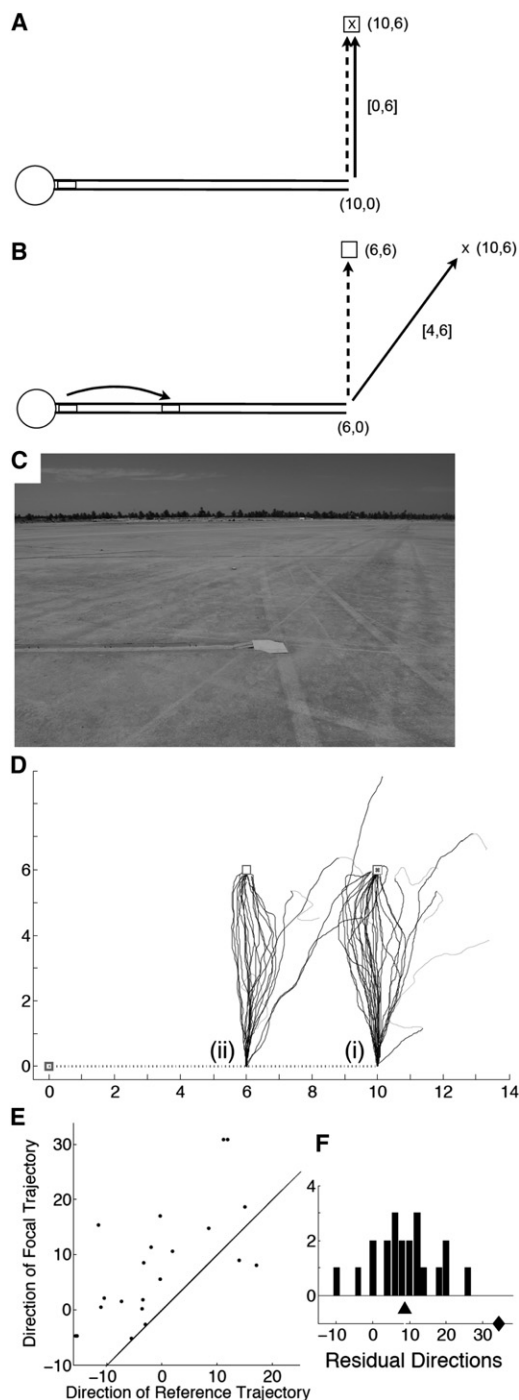 A
x (10,6)
[0,6]
(10,0)
B
(6,6)
x (10,6)
[4,6]
(6,0)
C
D
6
4
2
0
(ii)
(i)
0 2 4 6 8 10 12 14
E
F
Direction of Focal Trajectory
30
20
10
0
-10
-10 0 10 20
Direction of Reference Trajectory
4
2
0
-10 0 10 20 30
Residual Directions